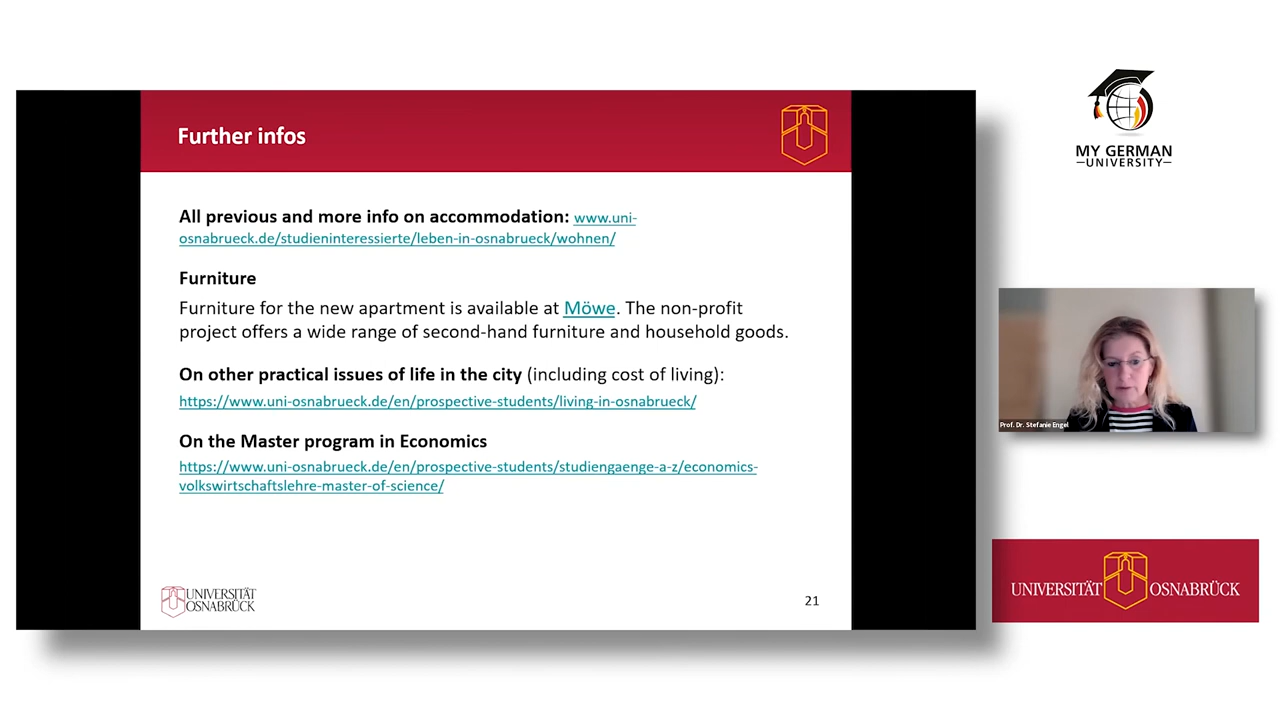 Further infos
All previous and more info on accommodation: www.uni-
osnabrueck.de/studieninteressierte/leben-in-osnabrueck/wohnen/
Furniture
Furniture for the new apartment is available at Möwe. The non-profit
project offers a wide range of second-hand furniture and household goods.
On other practical issues of life in the city (including cost of living):
https://www.uni-osnabrueck.de/en/prospective-students/living-in-osnabrueck/
On the Master program in Economics
https://www.uni-osnabrueck.de/en/prospective-students/studiengaenge-a-z/economics-
volkswirtschaftslehre-master-of-science/
UNIVERSITÄT
OSNABRÜCK
21
MY GERMAN
UNIVERSITY
Prof. Dr. Stefanie Engel
UNIVERSITÄT OSNABRÜCK